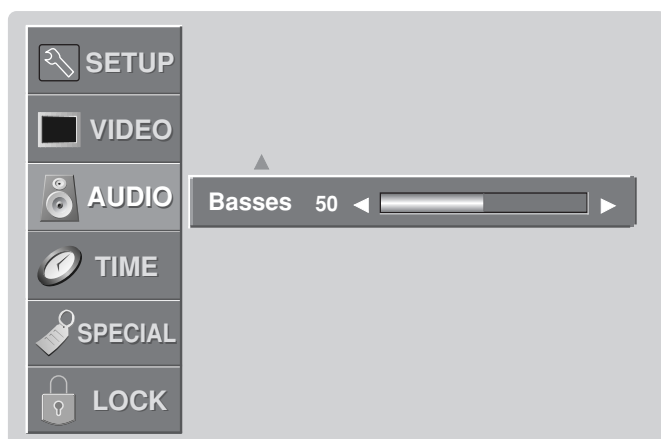 SETUP
VIDEO
AUDIO
Basses 50
TIME
SPECIAL
LOCK